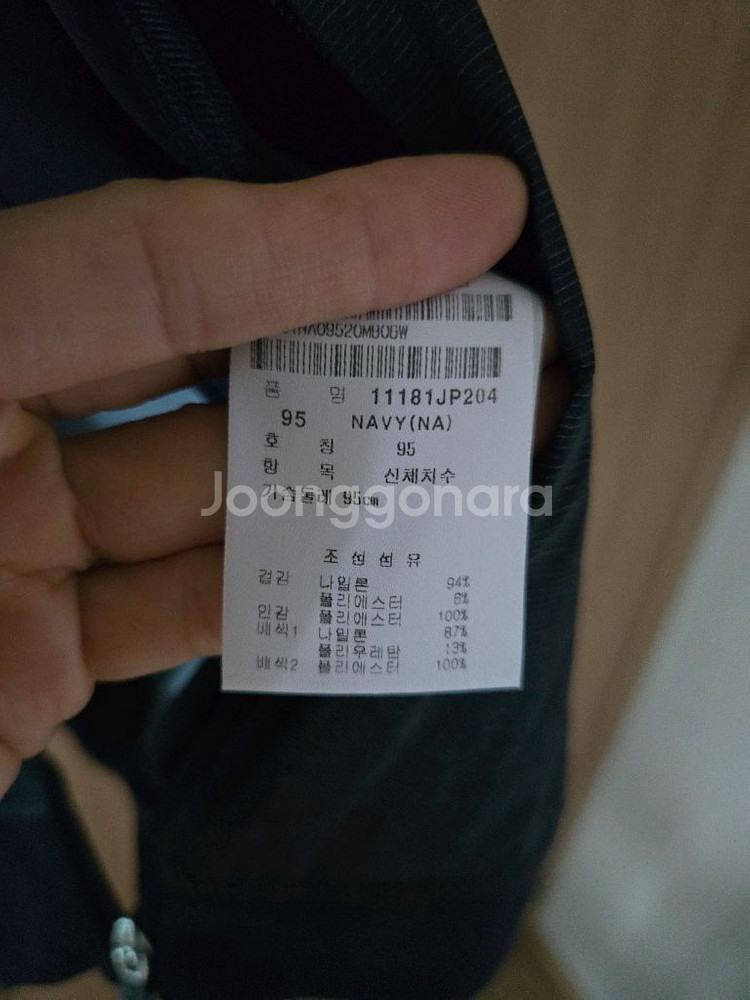 NA09520MBOBW
품 명 11181JP204
95 NAVY(NA)
호 칭 95
항 목 신체치수
가슴둘레 95cm
Joonggonara
조성섬유
겉감 나일론 94%
폴리에스터 6%
안감 폴리에스터 100%
배색1 나일론 87%
폴리우레탄 13%
배색2 폴리에스터 100%